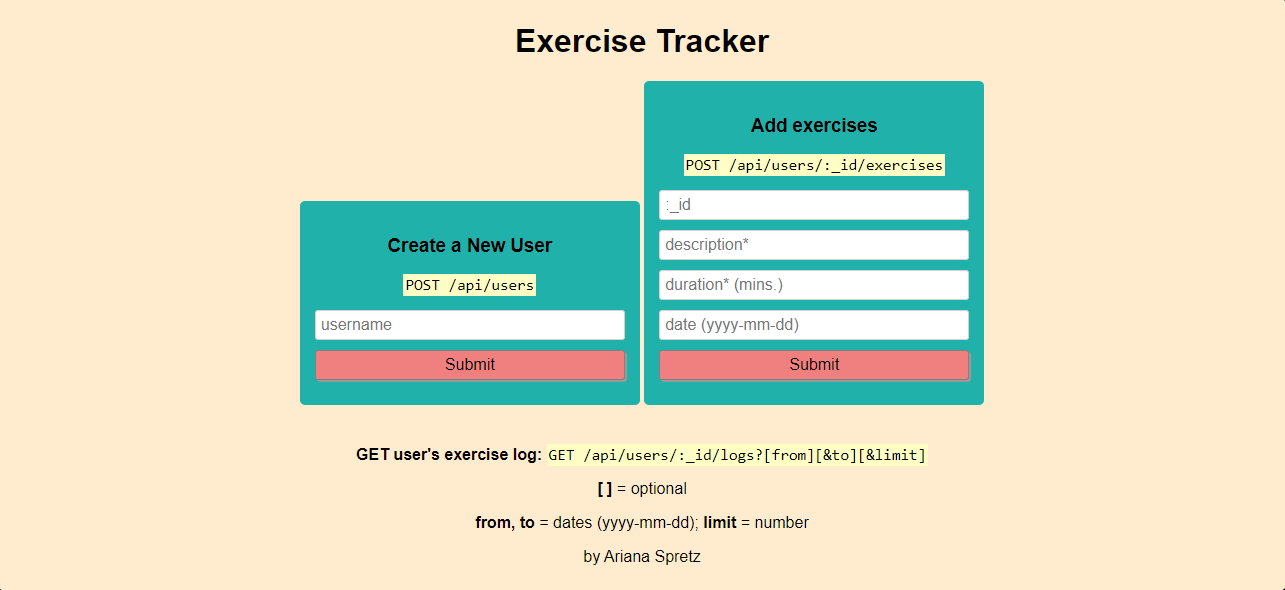 Exercise Tracker
Create a New User
POST /api/users
username
Submit
Add exercises
POST /api/users/:_id/exercises
:_id
description*
duration* (mins.)
date (yyyy-mm-dd)
Submit
GET user's exercise log: GET /api/users/:_id/logs?[from][&to][&limit]
[ ] = optional
from, to = dates (yyyy-mm-dd); limit = number
by Ariana Spretz